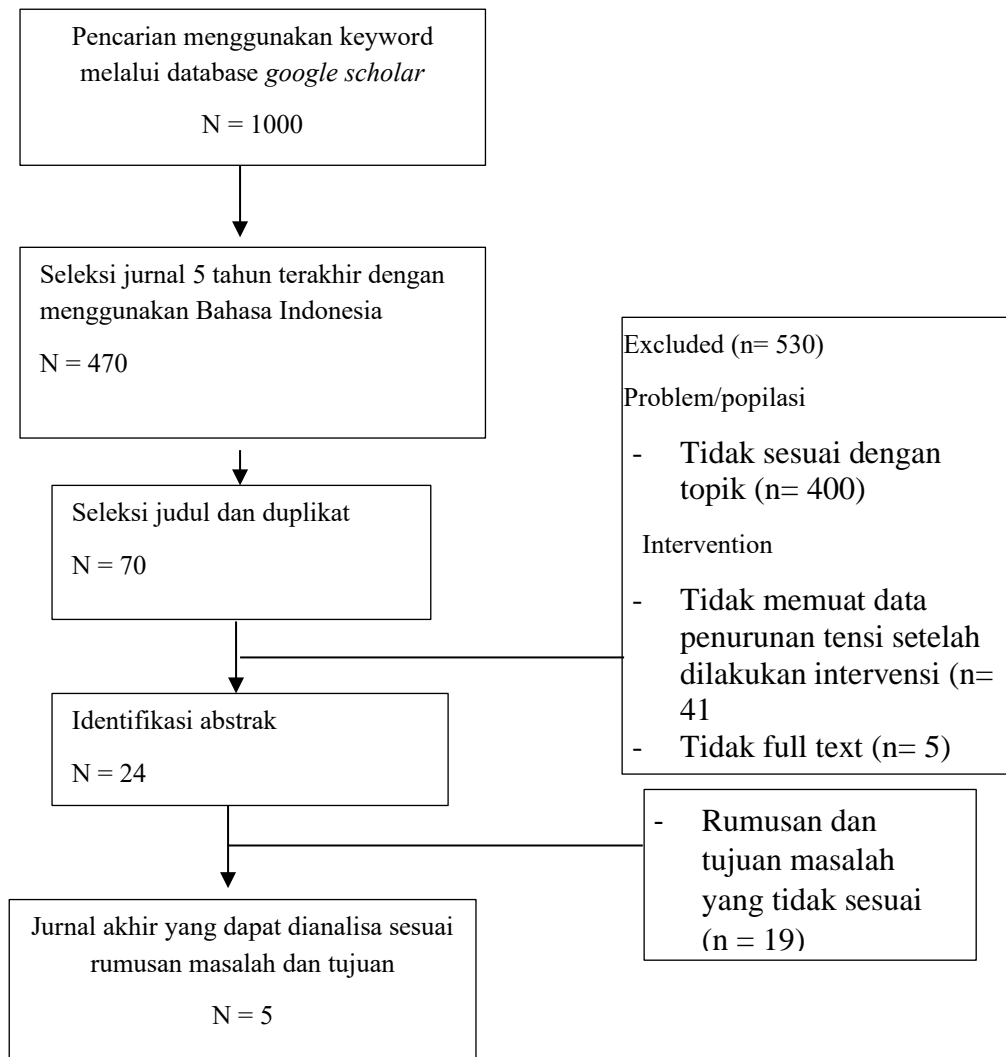 Pencarian menggunakan keyword
melalui database google scholar
N = 1000
Seleksi jurnal 5 tahun terakhir dengan
menggunakan Bahasa Indonesia
N = 470
Seleksi judul dan duplikat
N = 70
Excluded (n= 530)
Problem/popilasi
- Tidak sesuai dengan
topik (n= 400)
Intervention
- Tidak memuat data
penurunan tensi setelah
dilakukan intervensi (n=
41
- Tidak full text (n= 5)
Identifikasi abstrak
N = 24
- Rumusan dan
tujuan masalah
yang tidak sesuai
(n = 19)
Jurnal akhir yang dapat dianalisa sesuai
rumusan masalah dan tujuan
N = 5